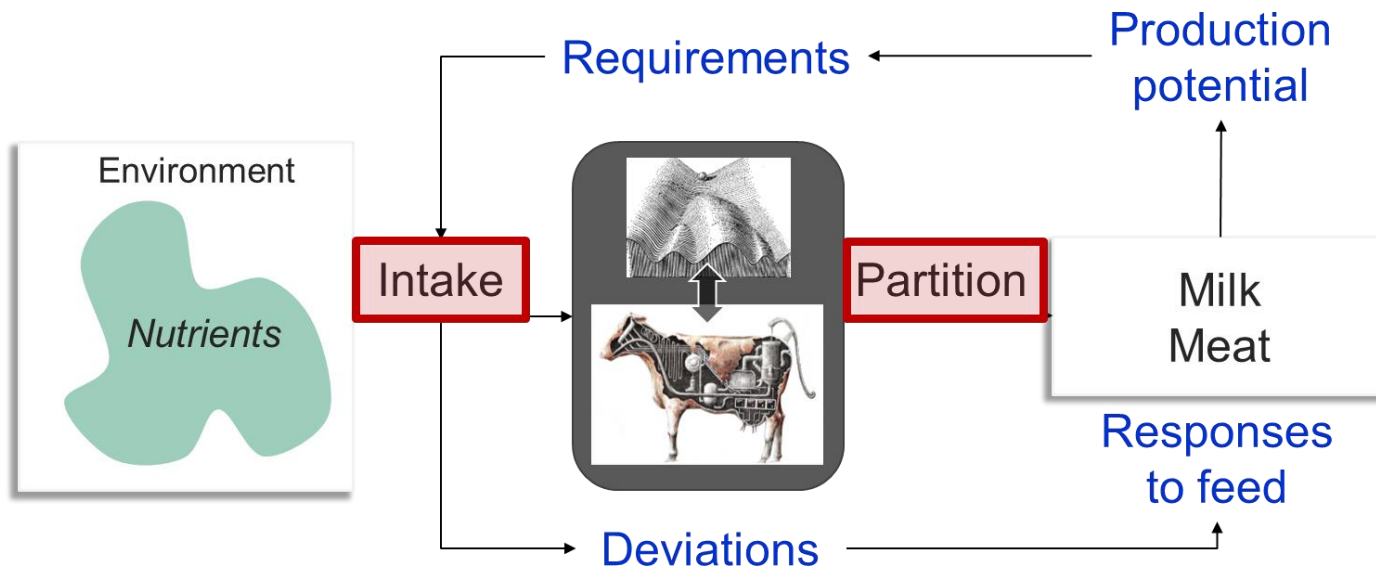 Production
potential
Requirements
Environment
Nutrients
Intake
Partition
Milk
Meat
Responses
to feed
Deviations